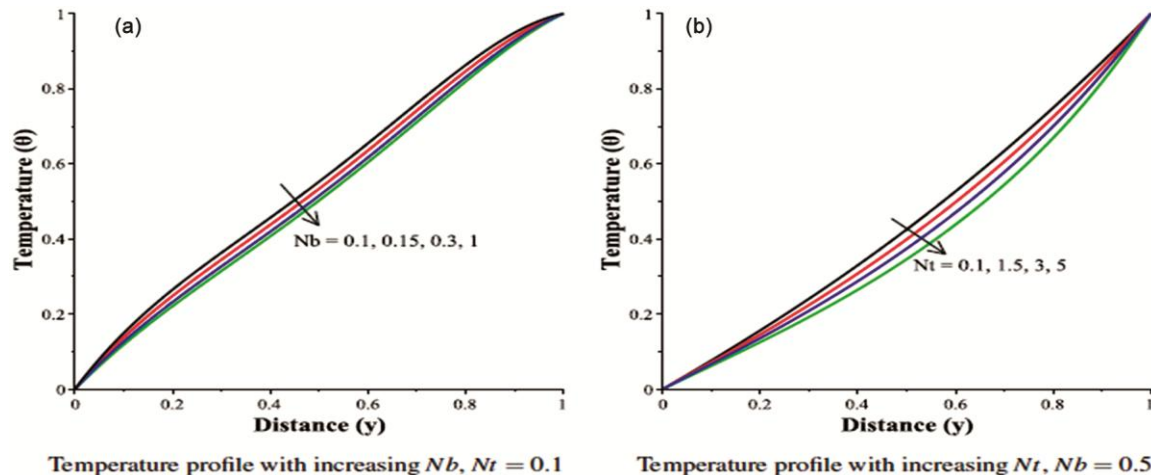 (a)
1
0.8
0.6
0.4
0.2
0
Temperature (θ)
Nb = 0.1, 0.15, 0.3, 1
0 0.2 0.4 0.6 0.8 1
Distance (y)
Temperature profile with increasing Nb, Nt = 0.1
(b)
1
0.8
0.6
0.4
0.2
0
Temperature (θ)
Nt = 0.1, 1.5, 3, 5
0 0.2 0.4 0.6 0.8 1
Distance (y)
Temperature profile with increasing Nt, Nb = 0.5